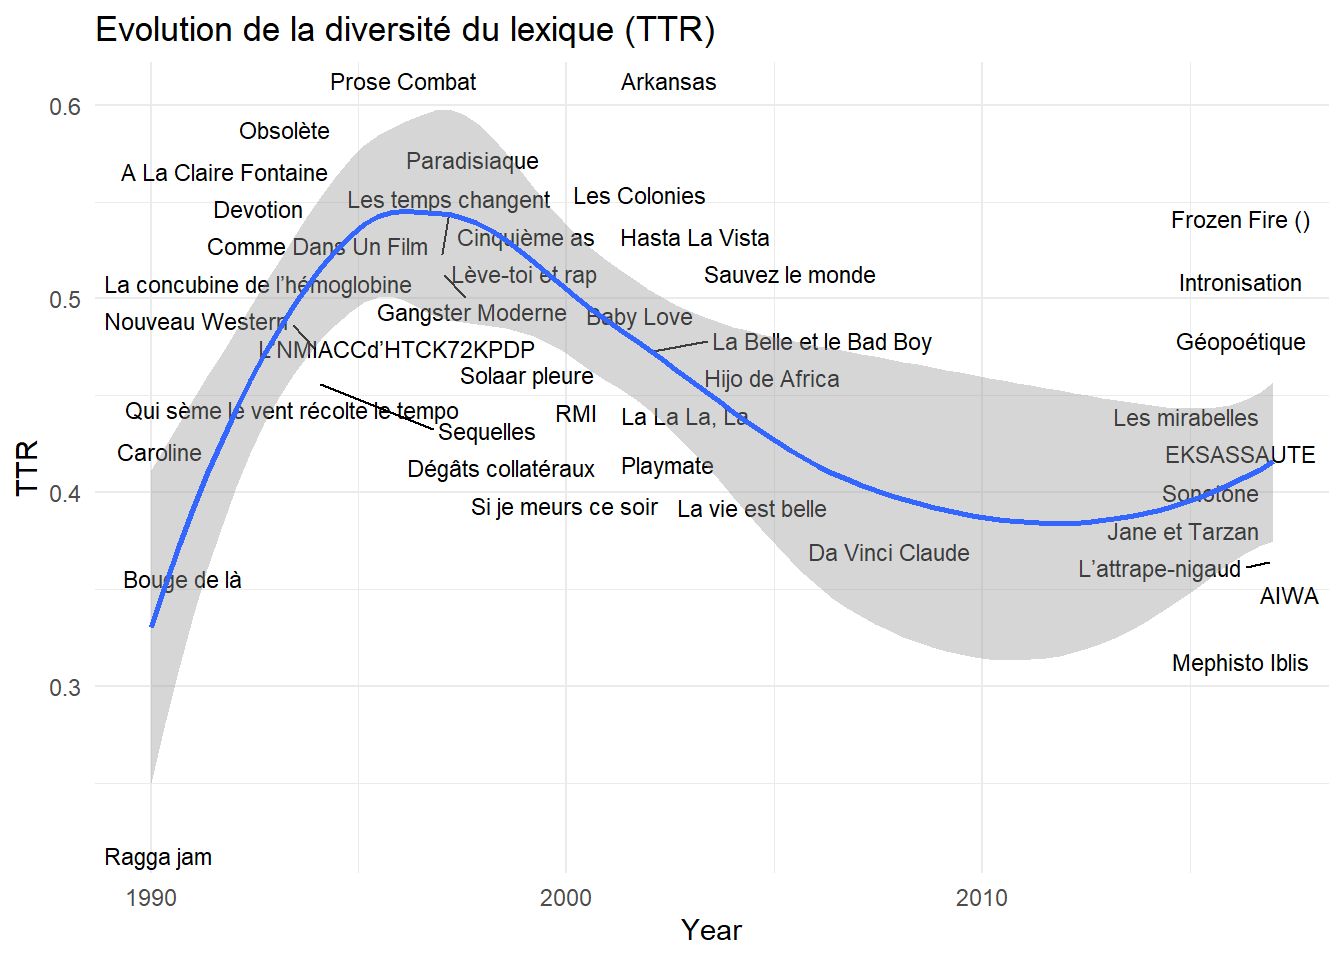 Evolution de la diversité du lexique (TTR)
Prose Combat
Arkansas
0.6
Obsolète
Paradisiaque
A La Claire Fontaine
Les temps changent
Les Colonies
Devotion
Frozen Fire ()
Comme Dans Un Film
Cinquième as
Hasta La Vista
Lève-toi et rap
Sauvez le monde
La concubine de l'hémoglobine
Intronisation
0.5
Gangster Moderne
Baby Love
Nouveau Western
La Belle et le Bad Boy
Géopoétique
L'NMIACCd'HTCK72KPDP
Solaar pleure
Hijo de Africa
Qui sème le vent récolte le tempo
RMI
La La La, La
Les mirabelles
Sequelles
Caroline
EKSASSAUTE
Dégâts collatéraux
Playmate
TTR
0.4
Sonotone
Si je meurs ce soir
La vie est belle
Jane et Tarzan
Da Vinci Claude
L'attrape-nigaud
Bouge de là
AIWA
Mephisto Iblis
0.3
Ragga jam
1990
2000
2010
Year